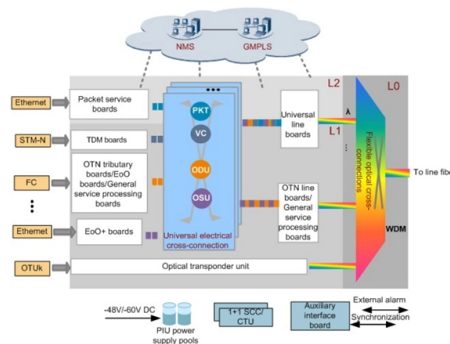 NMS
GMPLS
L2
L0
Ethernet
Packet service
boards
PKT
Universal
line
boards
λ
L1
STM-N
TDM boards
VC
FC
OTN tributary
boards/EoO
boards/General
service processing
boards
ODU
OSU
OTN line
boards/
General
service
processing
boards
Flexible optical cross-
connections
To line fibe
WDM
Ethernet
EoO+ boards
Universal electrical
cross-connection
OTUk
Optical transponder unit
-48V/-60V DC
PIU power
supply pools
1+1 SCC/
CTU
Auxiliary
interface
board
External alarm
Synchronization